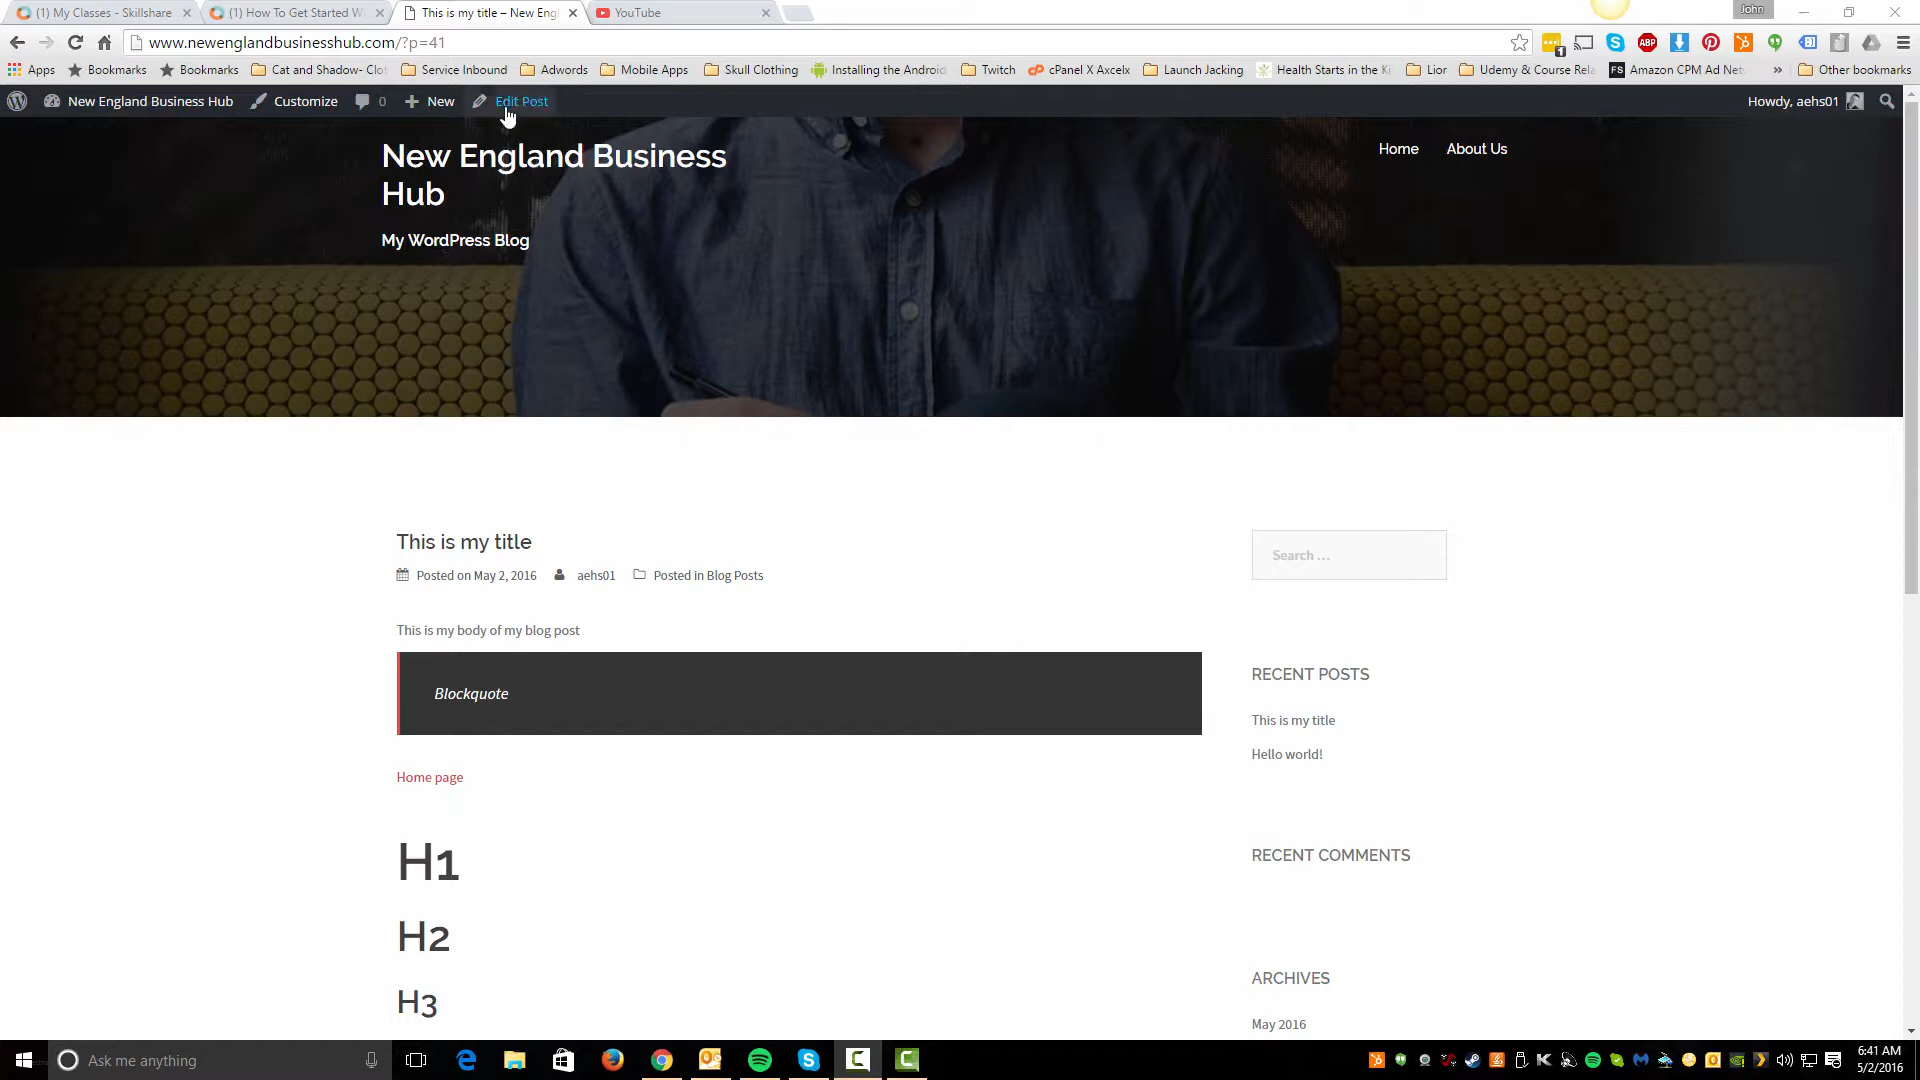 (1) My Classes - Skillshare
(1) How To Get Started W
This is my title – New Eng
YouTube
John
www.newenglandbusinesshub.com/?p=41
1
ABP
Apps
Bookmarks
Bookmarks
Cat and Shadow- Clot
Service Inbound
Adwords
Mobile Apps
Skull Clothing
Installing the Android
Twitch
cPanel X Axcelx
Launch Jacking
Health Starts in the Ki
Lior
Udemy & Course Rela
FS
Amazon CPM Ad Net
»
Other bookmarks
New England Business Hub
Customize
0
New
Edit Post
Howdy, aehs01
New England Business
Hub
My WordPress Blog
Home
About Us
This is my title
Posted on May 2, 2016
aehs01
Posted in Blog Posts
This is my body of my blog post
Blockquote
Home page
H1
H2
H3
Search …
RECENT POSTS
This is my title
Hello world!
RECENT COMMENTS
ARCHIVES
May 2016
Ask me anything
6:41 AM
5/2/2016